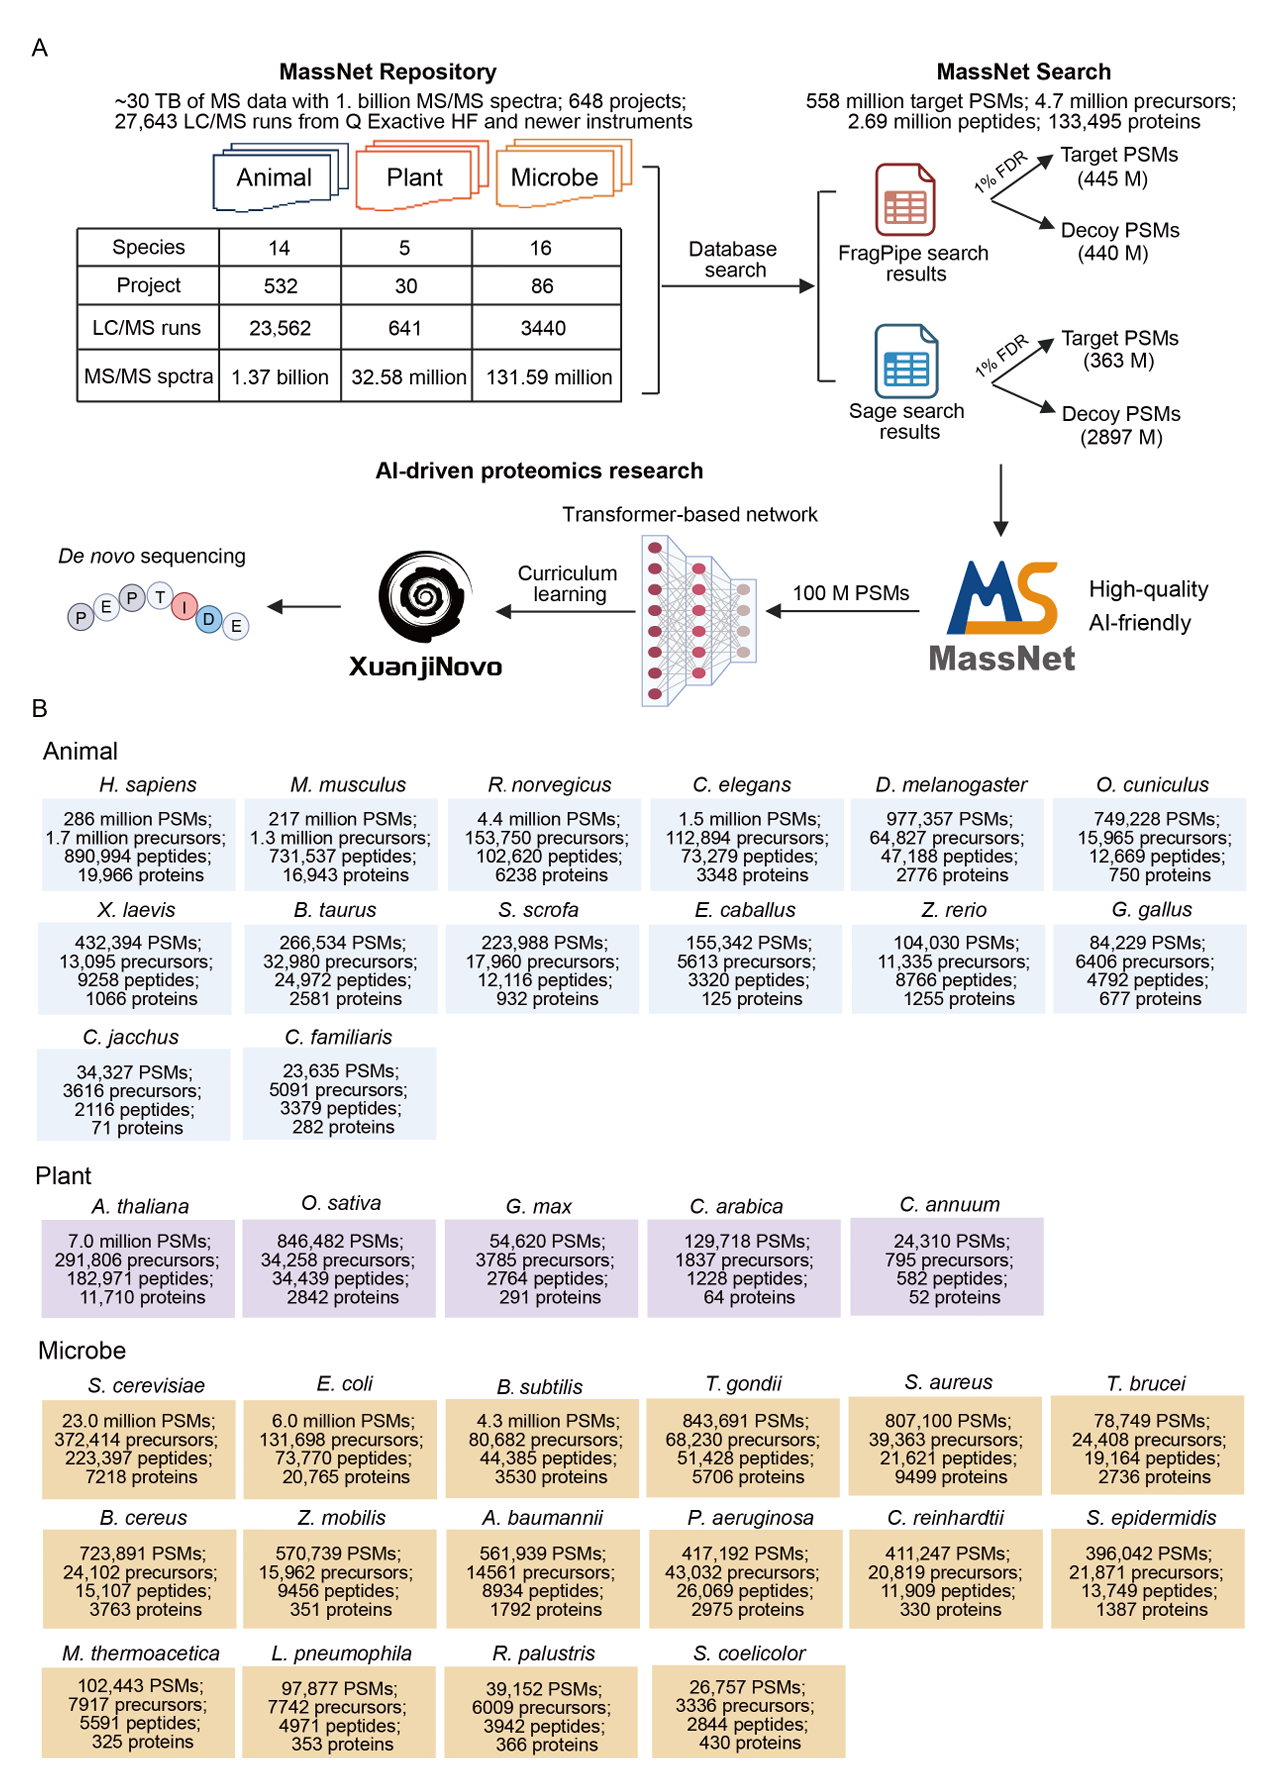 A
MassNet Repository
~30 TB of MS data with 1. billion MS/MS spectra; 648 projects;
27,643 LC/MS runs from Q Exactive HF and newer instruments
Animal
Plant
Microbe
Species 14 5 16
Project 532 30 86
LC/MS runs 23,562 641 3440
MS/MS spctra 1.37 billion 32.58 million 131.59 million
Database
search
MassNet Search
558 million target PSMs; 4.7 million precursors;
2.69 million peptides; 133,495 proteins
FragPipe search
results
1% FDR
Target PSMs
(445 M)
Decoy PSMs
(440 M)
Sage search
results
1% FDR
Target PSMs
(363 M)
Decoy PSMs
(2897 M)
AI-driven proteomics research
Transformer-based network
De novo sequencing
P E P T I D E
XuanjiNovo
Curriculum
learning
100 M PSMs
MS
MassNet
High-quality
AI-friendly
B
Animal
H. sapiens
286 million PSMs;
1.7 million precursors;
890,994 peptides;
19,966 proteins
M. musculus
217 million PSMs;
1.3 million precursors;
731,537 peptides;
16,943 proteins
R. norvegicus
4.4 million PSMs;
153,750 precursors;
102,620 peptides;
6238 proteins
C. elegans
1.5 million PSMs;
112,894 precursors;
73,279 peptides;
3348 proteins
D. melanogaster
977,357 PSMs;
64,827 precursors;
47,188 peptides;
2776 proteins
O. cuniculus
749,228 PSMs;
15,965 precursors;
12,669 peptides;
750 proteins
X. laevis
432,394 PSMs;
13,095 precursors;
9258 peptides;
1066 proteins
B. taurus
266,534 PSMs;
32,980 precursors;
24,972 peptides;
2581 proteins
S. scrofa
223,988 PSMs;
17,960 precursors;
12,116 peptides;
932 proteins
E. caballus
155,342 PSMs;
5613 precursors;
3320 peptides;
125 proteins
Z. rerio
104,030 PSMs;
11,335 precursors;
8766 peptides;
1255 proteins
G. gallus
84,229 PSMs;
6406 precursors;
4792 peptides;
677 proteins
C. jacchus
34,327 PSMs;
3616 precursors;
2116 peptides;
71 proteins
C. familiaris
23,635 PSMs;
5091 precursors;
3379 peptides;
282 proteins
Plant
A. thaliana
7.0 million PSMs;
291,806 precursors;
182,971 peptides;
11,710 proteins
O. sativa
846,482 PSMs;
34,258 precursors;
34,439 peptides;
2842 proteins
G. max
54,620 PSMs;
3785 precursors;
2764 peptides;
291 proteins
C. arabica
129,718 PSMs;
1837 precursors;
1228 peptides;
64 proteins
C. annuum
24,310 PSMs;
795 precursors;
582 peptides;
52 proteins
Microbe
S. cerevisiae
23.0 million PSMs;
372,414 precursors;
223,397 peptides;
7218 proteins
E. coli
6.0 million PSMs;
131,698 precursors;
73,770 peptides;
20,765 proteins
B. subtilis
4.3 million PSMs;
80,682 precursors;
44,385 peptides;
3530 proteins
T. gondii
843,691 PSMs;
68,230 precursors;
51,428 peptides;
5706 proteins
S. aureus
807,100 PSMs;
39,363 precursors;
21,621 peptides;
9499 proteins
T. brucei
78,749 PSMs;
24,408 precursors;
19,164 peptides;
2736 proteins
B. cereus
723,891 PSMs;
24,102 precursors;
15,107 peptides;
3763 proteins
Z. mobilis
570,739 PSMs;
15,962 precursors;
9456 peptides;
351 proteins
A. baumannii
561,939 PSMs;
14561 precursors;
8934 peptides;
1792 proteins
P. aeruginosa
417,192 PSMs;
43,032 precursors;
26,069 peptides;
2975 proteins
C. reinhardtii
411,247 PSMs;
20,819 precursors;
11,909 peptides;
330 proteins
S. epidermidis
396,042 PSMs;
21,871 precursors;
13,749 peptides;
1387 proteins
M. thermoacetica
102,443 PSMs;
7917 precursors;
5591 peptides;
325 proteins
L. pneumophila
97,877 PSMs;
7742 precursors;
4971 peptides;
353 proteins
R. palustris
39,152 PSMs;
6009 precursors;
3942 peptides;
366 proteins
S. coelicolor
26,757 PSMs;
3336 precursors;
2844 peptides;
430 proteins